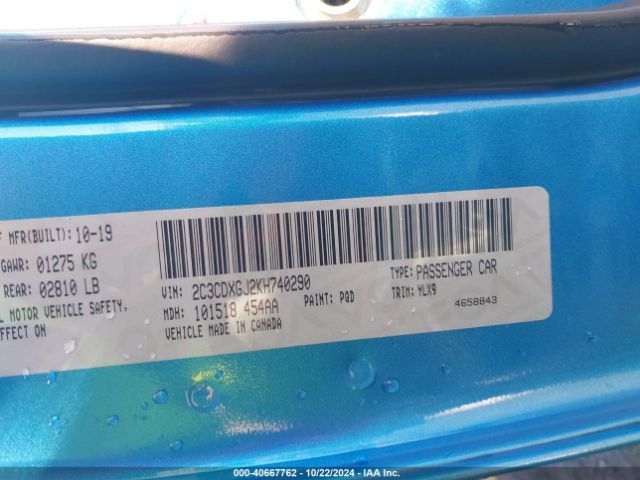 F MFR(BUILT): 10-19
GAWR: 01275 KG
REAR: 02810 LB
L MOTOR VEHICLE SAFETY,
EFFECT ON
VIN: 2C3CDXGJ2KH740290
MDH: 101518 454AA
VEHICLE MADE IN CANADA
PAINT: PQD
TYPE: PASSENGER CAR
TRIM: YLX9
4658843
000-40667762 - 10/22/2024 - IAA Inc.